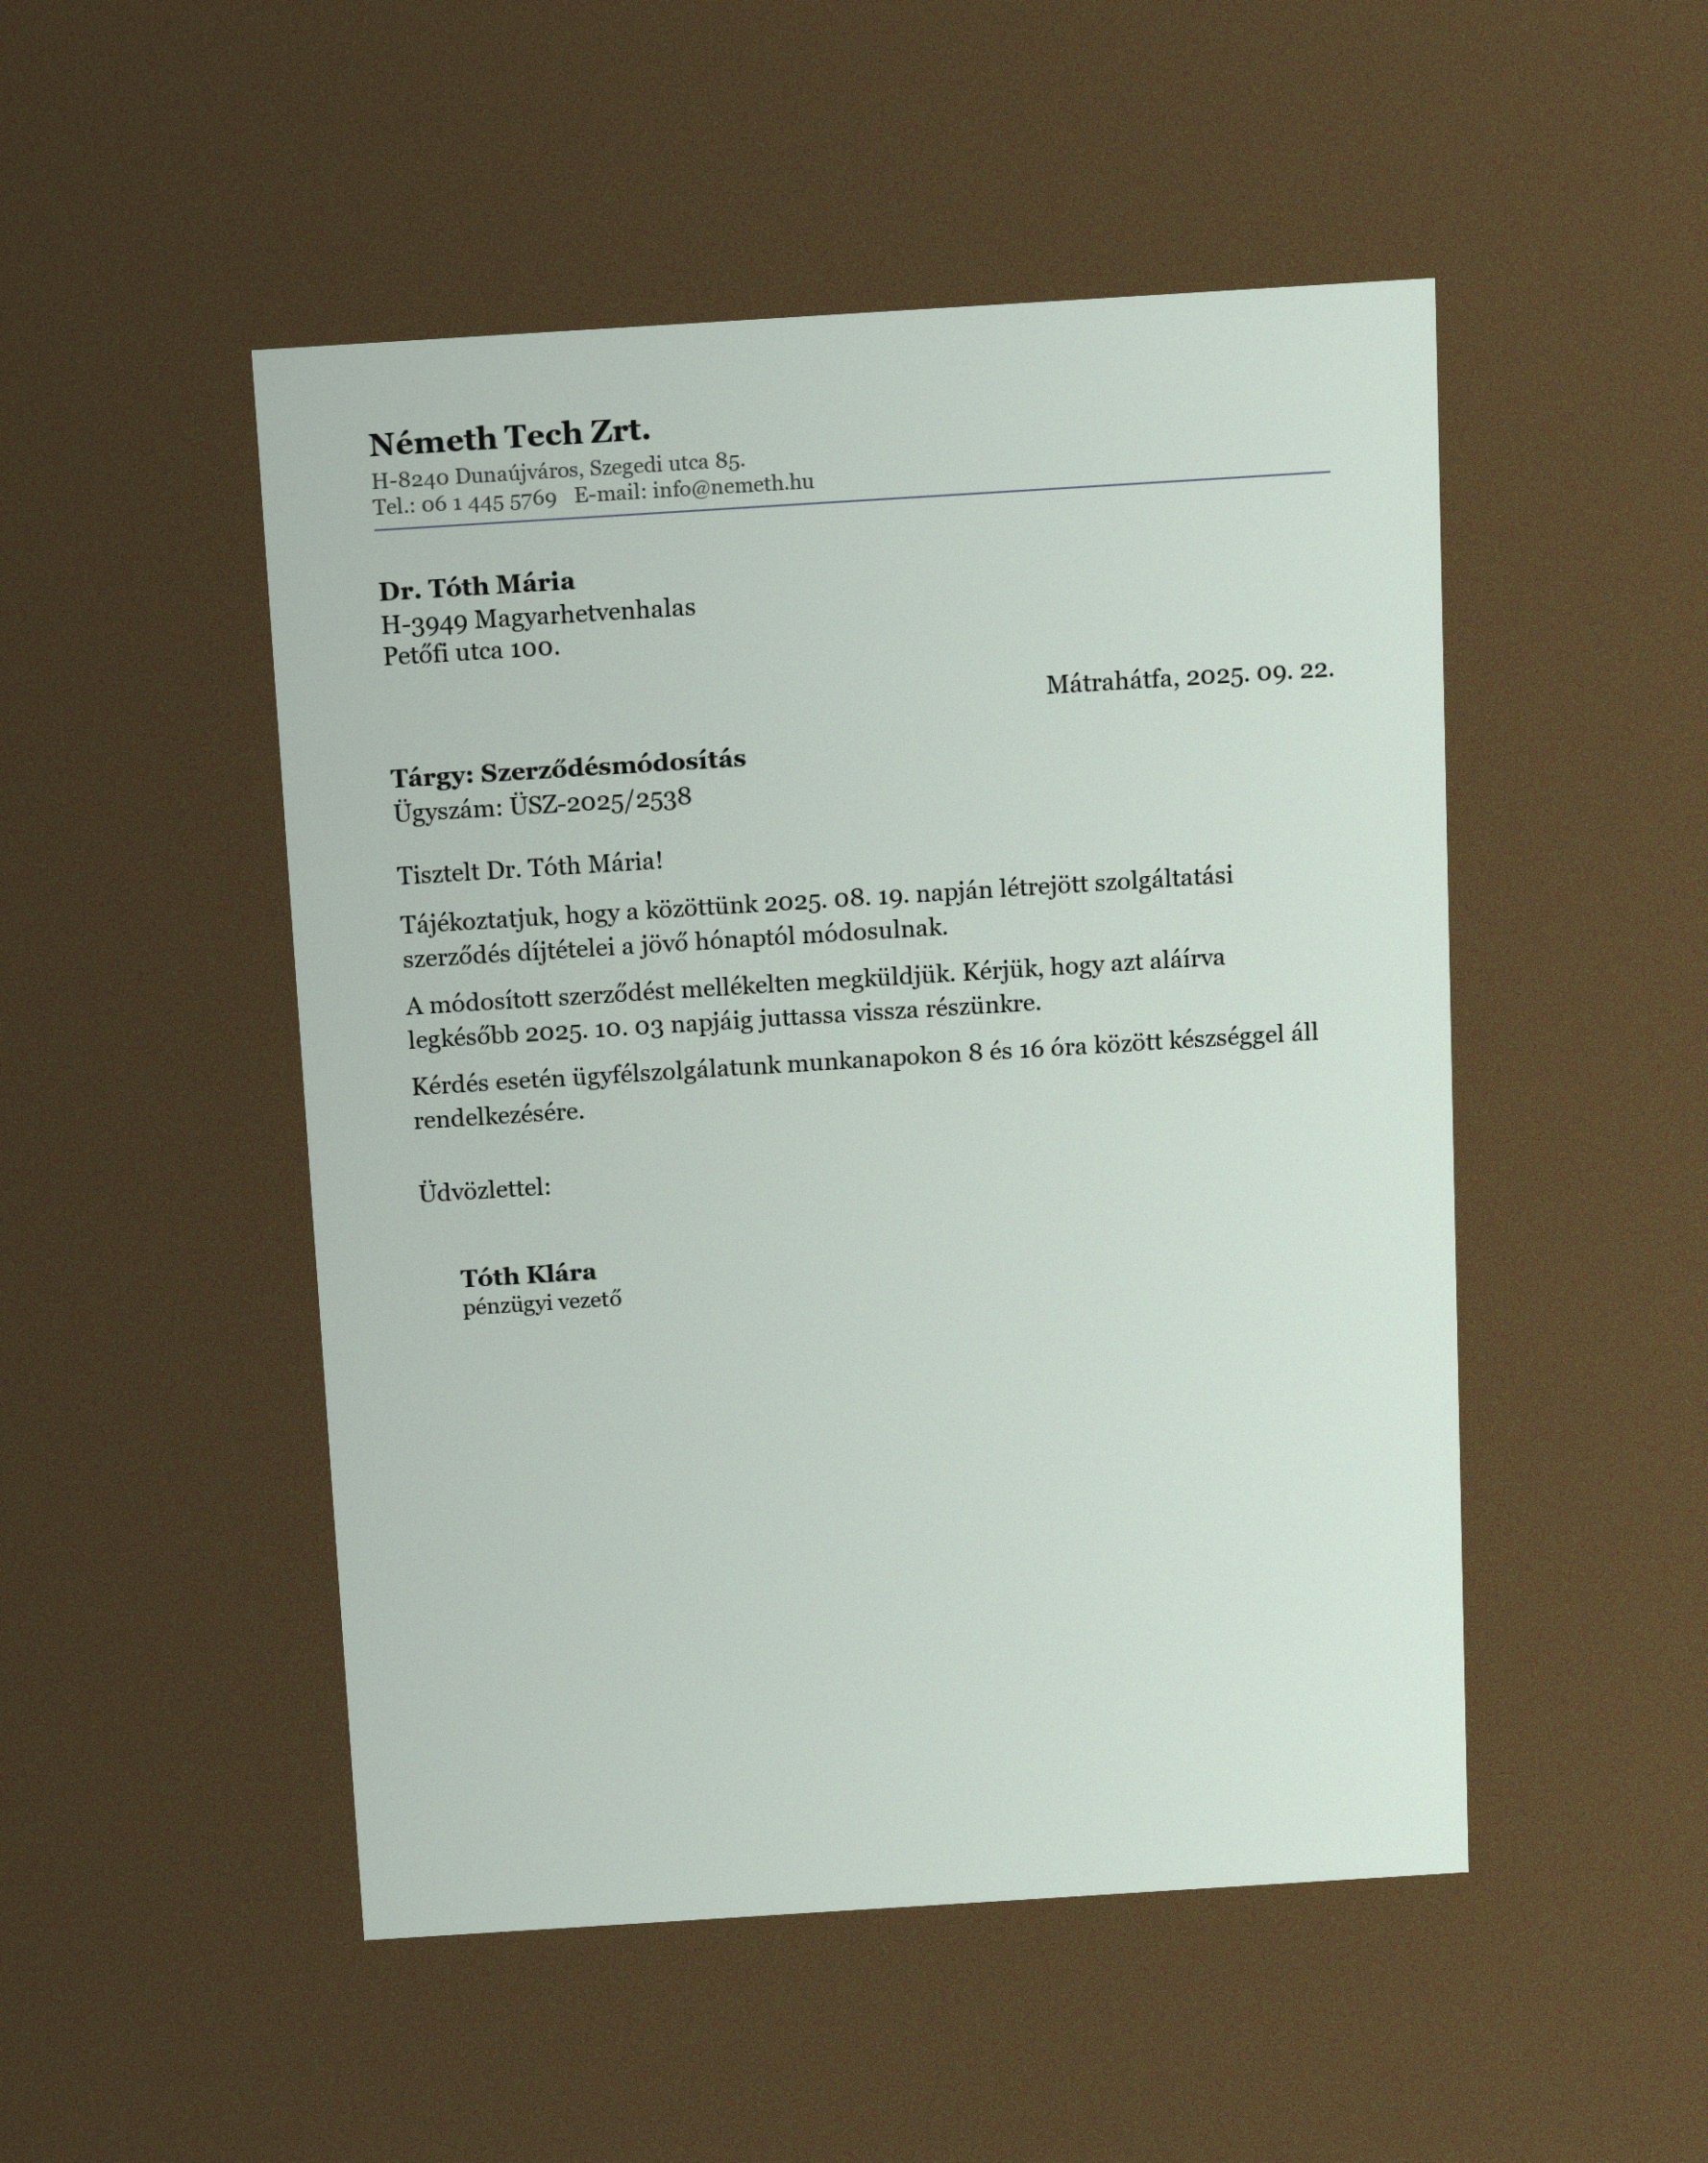 Németh Tech Zrt.
H-8240 Dunaújváros, Szegedi utca 85.
Tel.: 06 1 445 5769 E-mail: info@nemeth.hu
Dr. Tóth Mária
H-3949 Magyarhetvenhalas
Petőfi utca 100.
Mátrahátfa, 2025. 09. 22.
Tárgy: Szerződésmódosítás
Ügyszám: ÜSZ-2025/2538
Tisztelt Dr. Tóth Mária!
Tájékoztatjuk, hogy a közöttünk 2025. 08. 19. napján létrejött szolgáltatási
szerződés díjtételei a jövő hónaptól módosulnak.
A módosított szerződést mellékelten megküldjük. Kérjük, hogy azt aláírva
legkésőbb 2025. 10. 03 napjáig juttassa vissza részünkre.
Kérdés esetén ügyfélszolgálatunk munkanapokon 8 és 16 óra között készséggel áll
rendelkezésére.
Üdvözlettel:
Tóth Klára
pénzügyi vezető